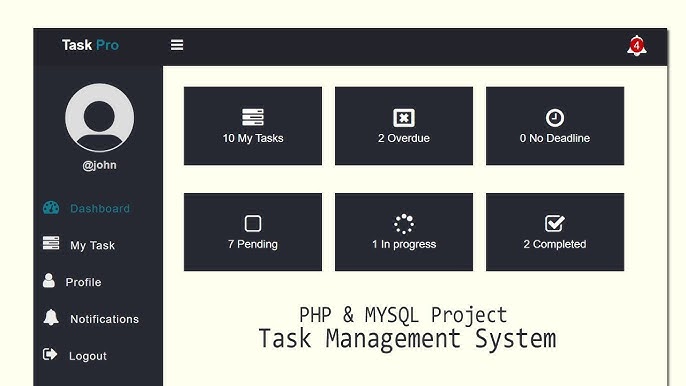 Task Pro
4
@john
Dashboard
My Task
Profile
Notifications
Logout
10 My Tasks
2 Overdue
0 No Deadline
7 Pending
1 In progress
2 Completed
PHP & MYSQL Project
Task Management System